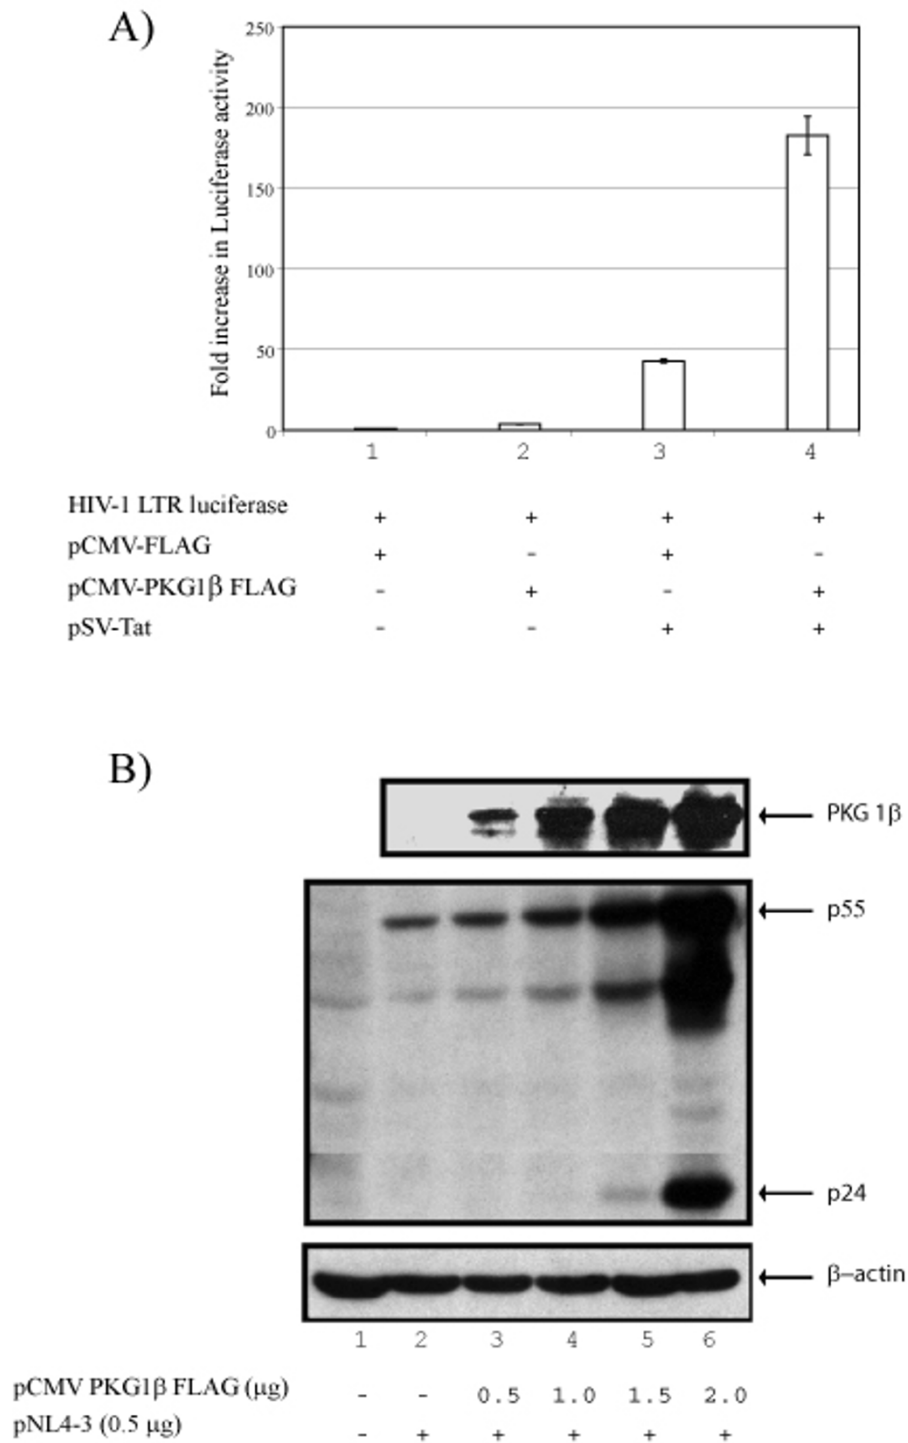 A)
Fold increase in Luciferase activity
250
200
150
100
50
0
1 2 3 4
HIV-1 LTR luciferase + + + +
pCMV-FLAG + - + -
pCMV-PKG1β FLAG - + - +
pSV-Tat - - + +
B)
PKG 1β
p55
p24
β–actin
1 2 3 4 5 6
pCMV PKG1β FLAG (μg) - - 0.5 1.0 1.5 2.0
pNL4-3 (0.5 μg) - + + + + +